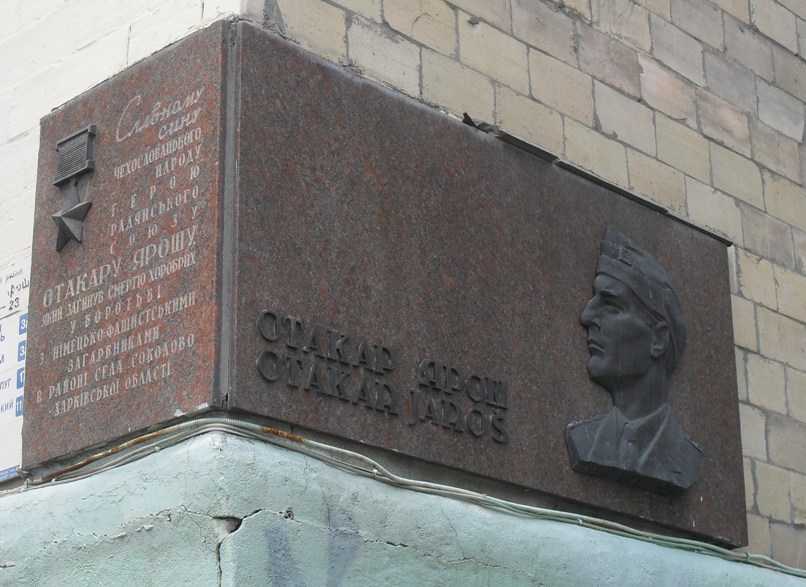 Славному
сину
чехословацького
народу
Герою
Радянського
Союзу
ОТАКАРУ ЯРОШУ,
який загинув смертю хоробрих
у боротьбі
з німецько-фашистськими
загарбниками
в районі села Соколово
Харківської області
ОТАКАР ЯРОШ
OTAKAR JAROŠ